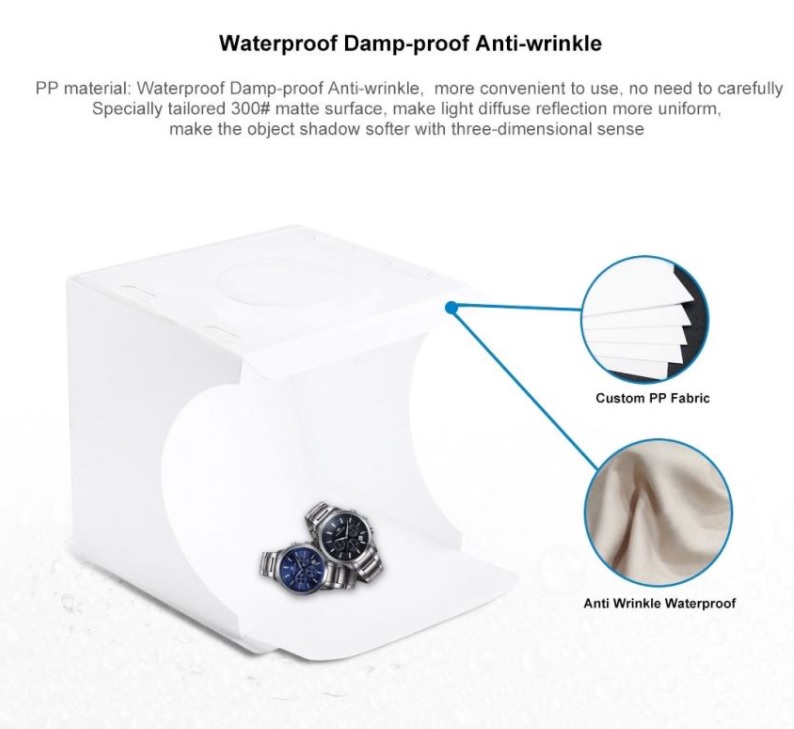 Waterproof Damp-proof Anti-wrinkle
PP material: Waterproof Damp-proof Anti-wrinkle, more convenient to use, no need to carefully
Specially tailored 300# matte surface, make light diffuse reflection more uniform,
make the object shadow softer with three-dimensional sense
Custom PP Fabric
Anti Wrinkle Waterproof